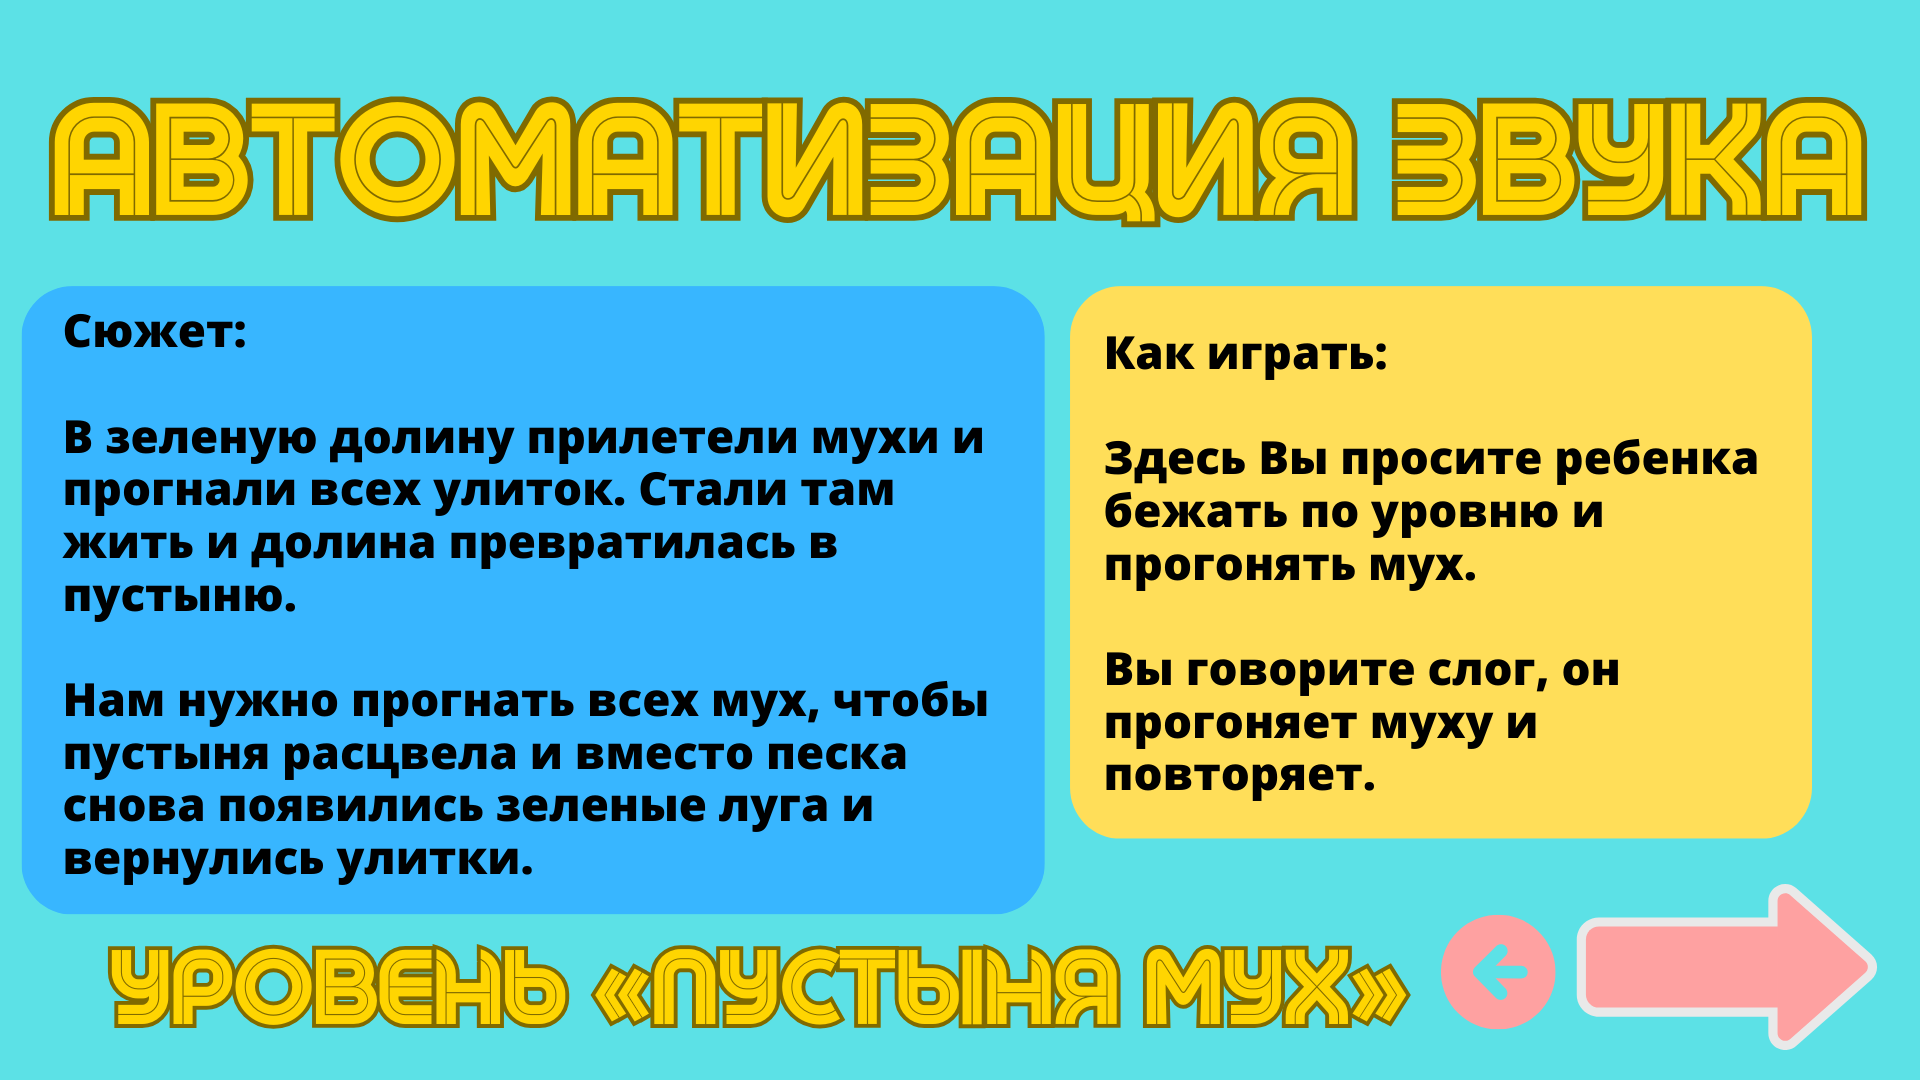 АВТОМАТИЗАЦИЯ ЗВУКА
Сюжет:
В зеленую долину прилетели мухи и
прогнали всех улиток. Стали там
жить и долина превратилась в
пустыню.
Нам нужно прогнать всех мух, чтобы
пустыня расцвела и вместо песка
снова появились зеленые луга и
вернулись улитки.
Как играть:
Здесь Вы просите ребенка
бежать по уровню и
прогонять мух.
Вы говорите слог, он
прогоняет муху и
повторяет.
УРОВЕНЬ «ПУСТЫНЯ МУХ»